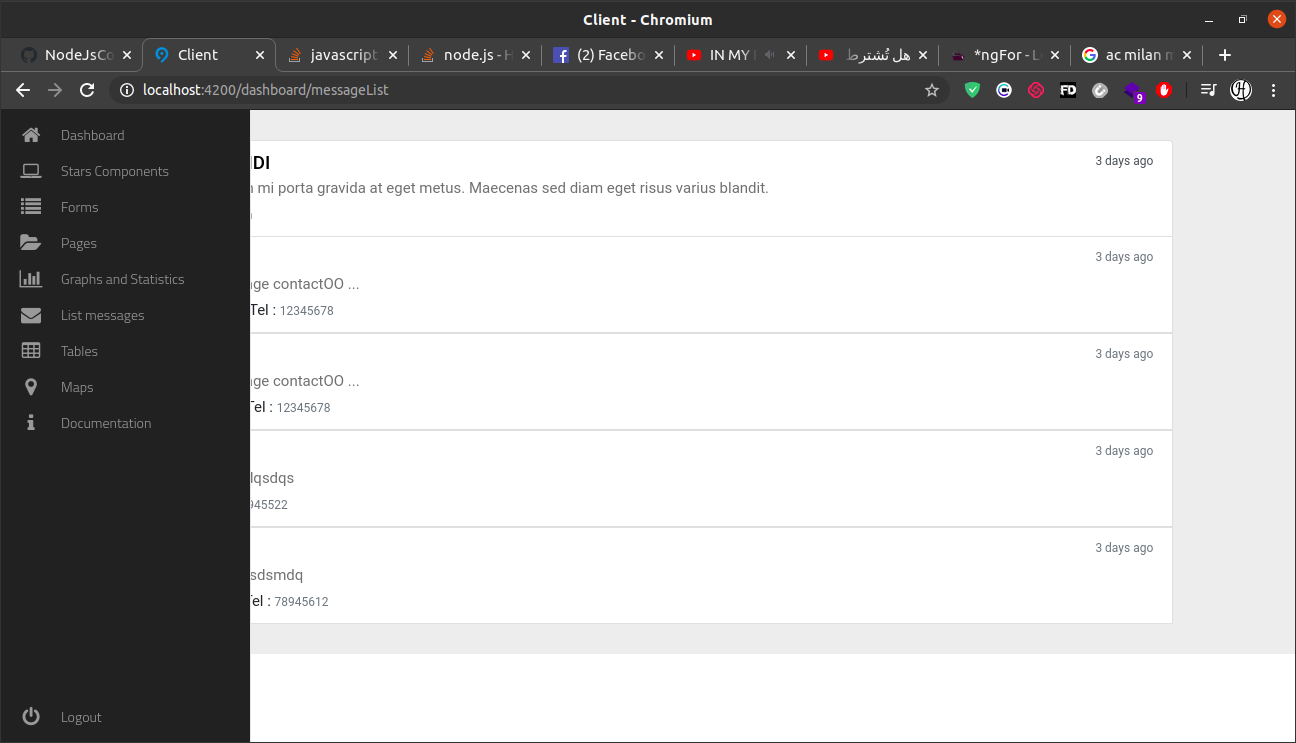 Client - Chromium
NodeJsCo
Client
javascript
node.js - H
(2) Facebo
IN MY
هل تُشترط
*ngFor - L
ac milan m
localhost:4200/dashboard/messageList
FD
9
Dashboard
Stars Components
Forms
Pages
Graphs and Statistics
List messages
Tables
Maps
Documentation
Logout
DI 3 days ago
mi porta gravida at eget metus. Maecenas sed diam eget risus varius blandit.
3 days ago
ge contactOO ...
Tel : 12345678
3 days ago
ge contactOO ...
Tel : 12345678
3 days ago
lqsdqs
945522
3 days ago
sdsmdq
Tel : 78945612